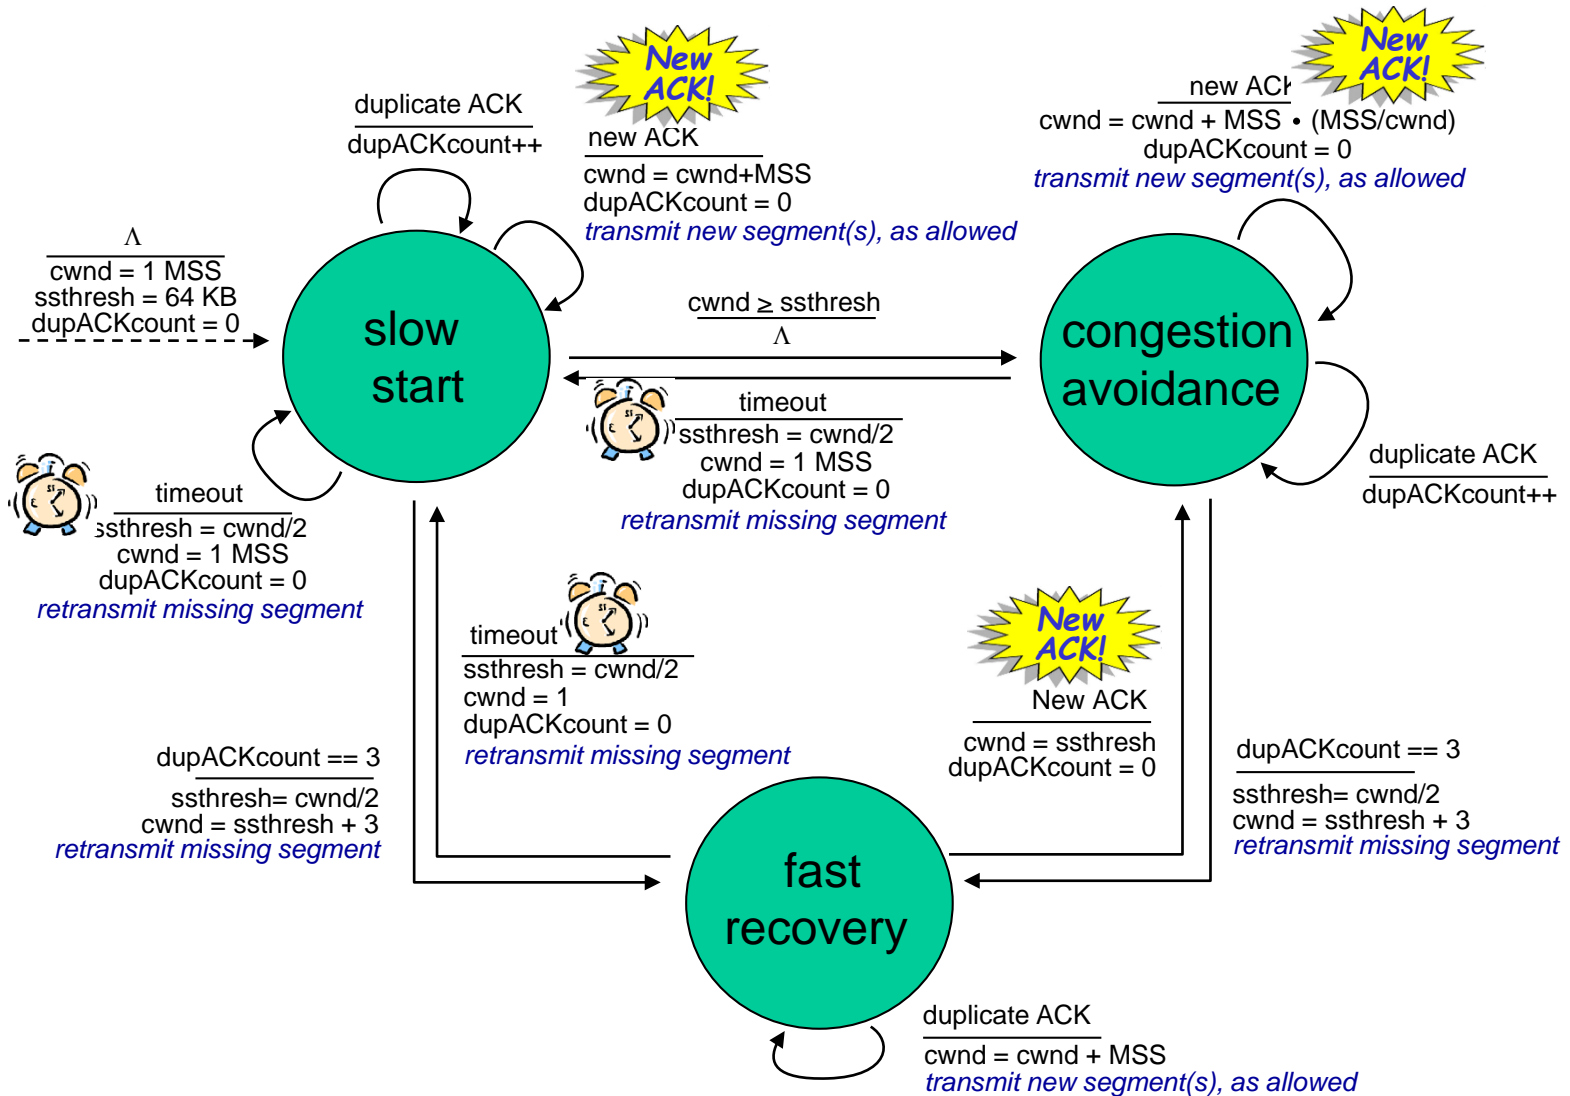 New
ACK!
duplicate ACK
dupACKcount++
new ACK
cwnd = cwnd+MSS
dupACKcount = 0
transmit new segment(s), as allowed
New
ACK!
new ACK
cwnd = cwnd + MSS • (MSS/cwnd)
dupACKcount = 0
transmit new segment(s), as allowed
Λ
cwnd = 1 MSS
ssthresh = 64 KB
dupACKcount = 0
slow
start
cwnd ≥ ssthresh
Λ
timeout
ssthresh = cwnd/2
cwnd = 1 MSS
dupACKcount = 0
retransmit missing segment
congestion
avoidance
duplicate ACK
dupACKcount++
timeout
ssthresh = cwnd/2
cwnd = 1 MSS
dupACKcount = 0
retransmit missing segment
timeout
ssthresh = cwnd/2
cwnd = 1
dupACKcount = 0
retransmit missing segment
New
ACK!
New ACK
cwnd = ssthresh
dupACKcount = 0
dupACKcount == 3
ssthresh= cwnd/2
cwnd = ssthresh + 3
retransmit missing segment
dupACKcount == 3
ssthresh= cwnd/2
cwnd = ssthresh + 3
retransmit missing segment
fast
recovery
duplicate ACK
cwnd = cwnd + MSS
transmit new segment(s), as allowed